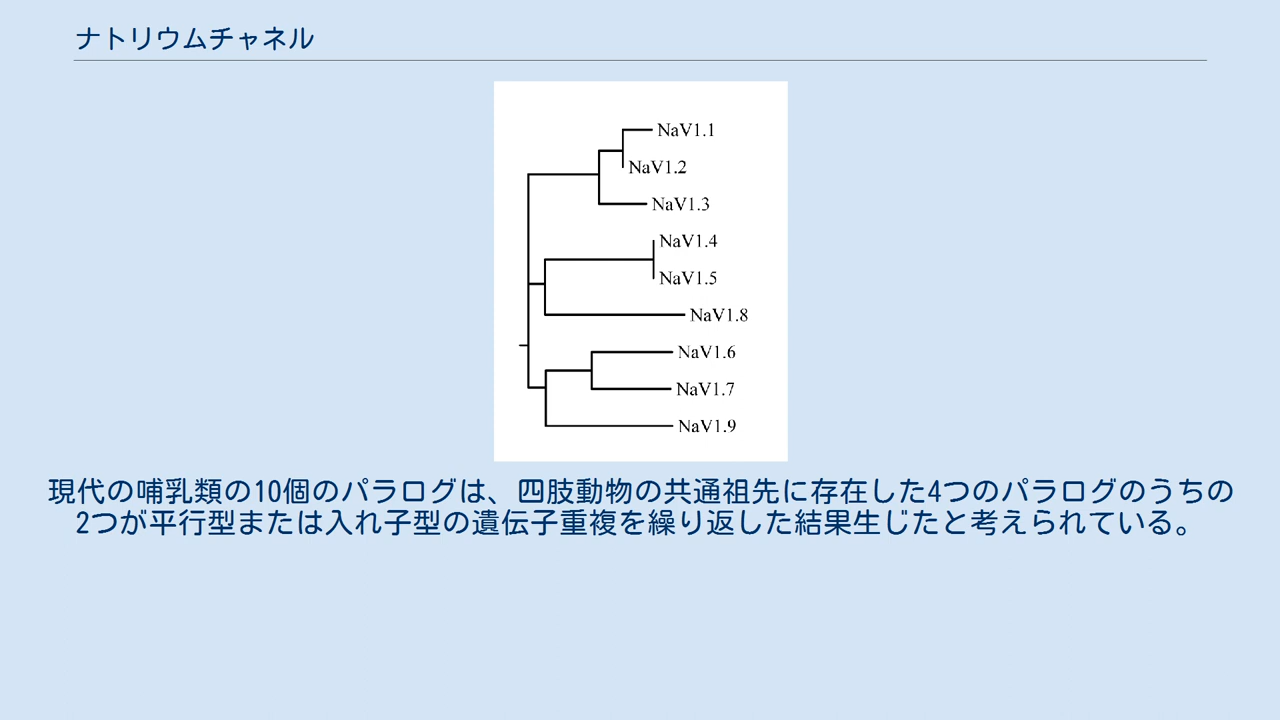 ナトリウムチャネル
NaV1.1
NaV1.2
NaV1.3
NaV1.4
NaV1.5
NaV1.8
NaV1.6
NaV1.7
NaV1.9
現代の哺乳類の10個のパラログは、四肢動物の共通祖先に存在した4つのパラログのうちの
2つが平行型または入れ子型の遺伝子重複を繰り返した結果生じたと考えられている。